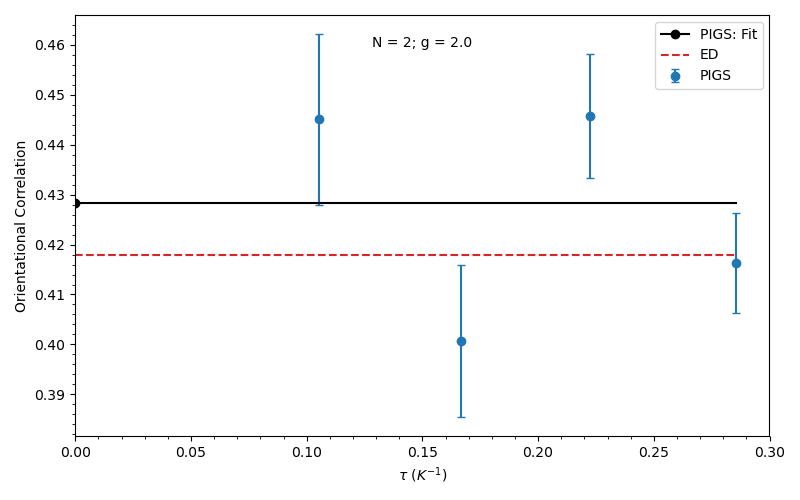 N = 2; g = 2.0
PIGS: Fit
ED
PIGS
Orientational Correlation
0.46
0.45
0.44
0.43
0.42
0.41
0.40
0.39
0.00 0.05 0.10 0.15 0.20 0.25 0.30
τ (K⁻¹)